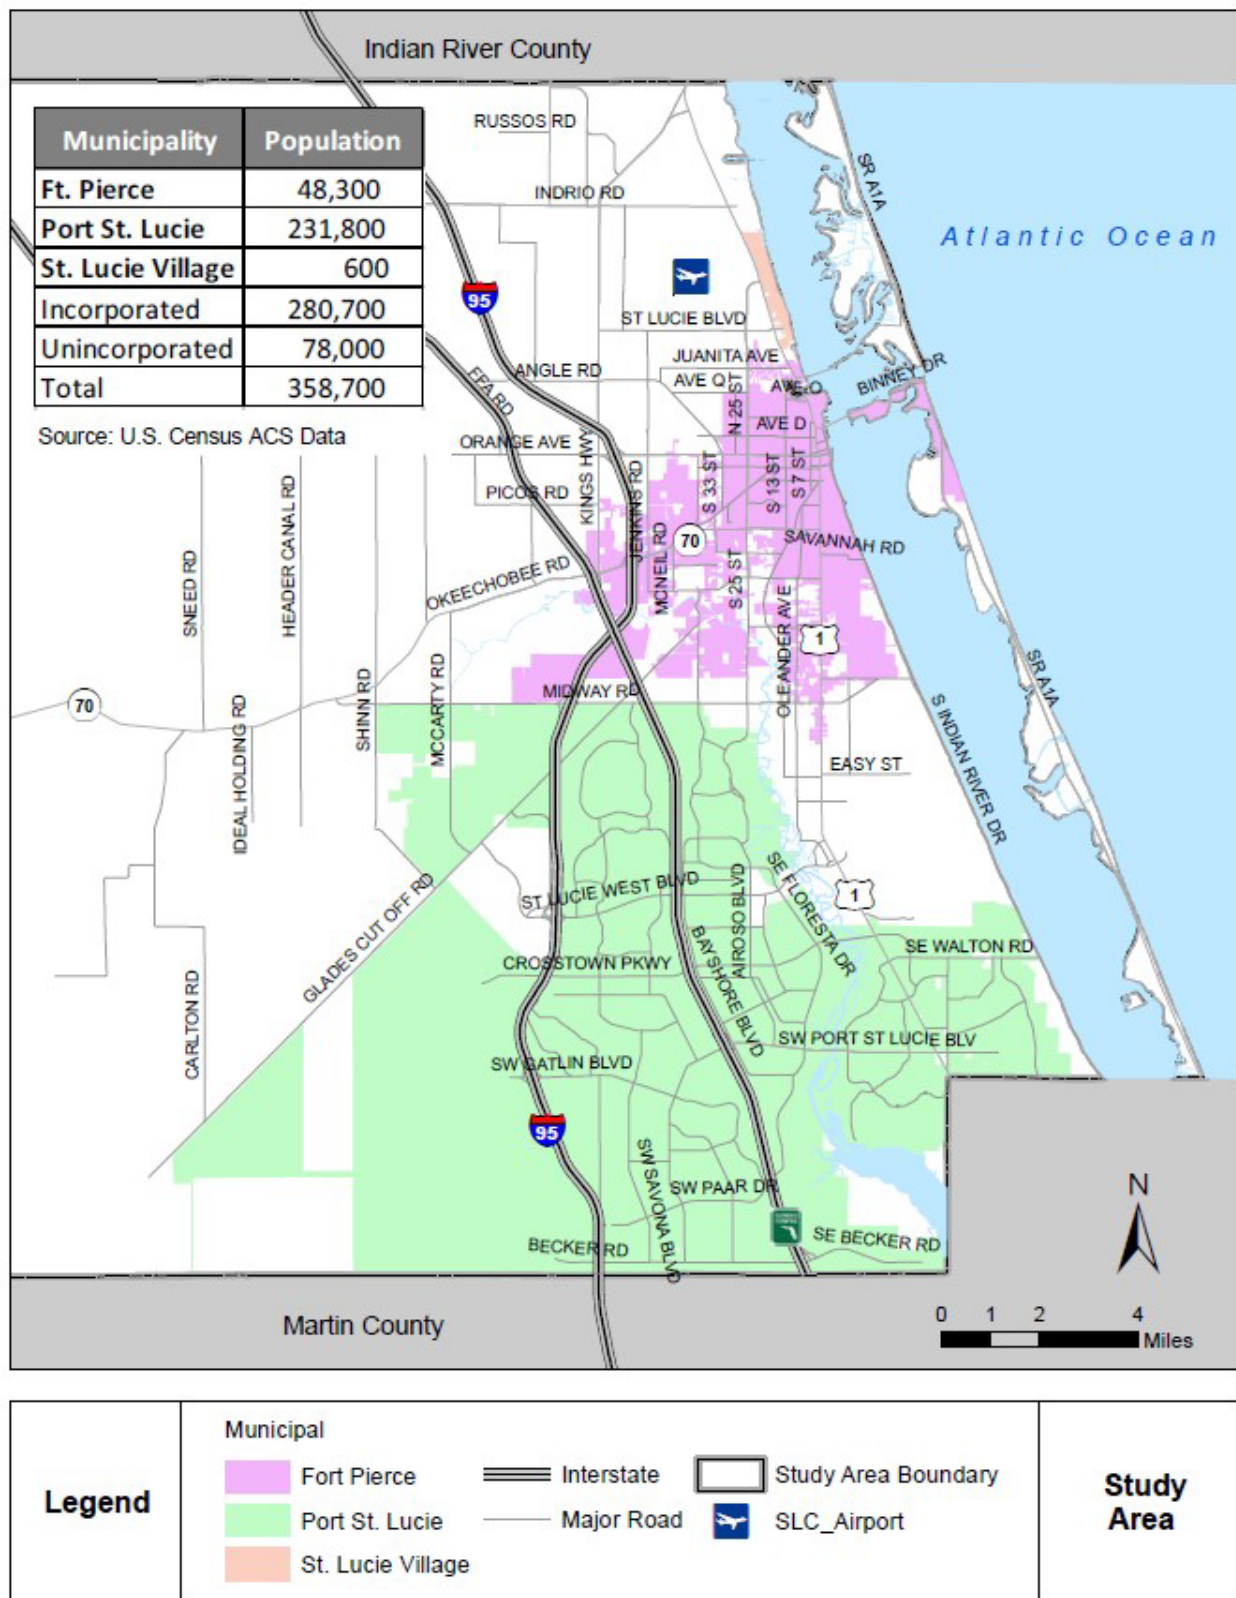 Indian River County
Municipality Population
Ft. Pierce 48,300
Port St. Lucie 231,800
St. Lucie Village 600
Incorporated 280,700
Unincorporated 78,000
Total 358,700
Source: U.S. Census ACS Data
RUSSOS RD
INDRIO RD
SR A1A
Atlantic Ocean
95
ST LUCIE BLVD
JUANITA AVE
BINNEY DR
FFA RD
ANGLE RD
AVE Q
N 25 ST
AVE O
AVE D
ORANGE AVE
KINGS HWY
JENKINS RD
S 33 ST
S 13 ST
S 7 ST
PICOS RD
HEADER CANAL RD
SNEED RD
MCNEIL RD
70
SAVANNAH RD
OKEECHOBEE RD
S 25 ST
OLEANDER AVE
1
SR A1A
70
MIDWAY RD
IDEAL HOLDING RD
SHINN RD
MCCARTY RD
S INDIAN RIVER DR
EASY ST
GLADES CUT OFF RD
ST LUCIE WEST BLVD
AIROSO BLVD
SE FLORESTA DR
1
SE WALTON RD
CROSSTOWN PKWY
BAYSHORE BLVD
CARLTON RD
SW PORT ST LUCIE BLV
SW GATLIN BLVD
95
SW SAVONA BLVD
SW PAAR DR
BECKER RD
SE BECKER RD
N
0 1 2 4
Miles
Martin County
Legend
Municipal
Fort Pierce
Port St. Lucie
St. Lucie Village
Interstate
Major Road
Study Area Boundary
SLC_Airport
Study
Area